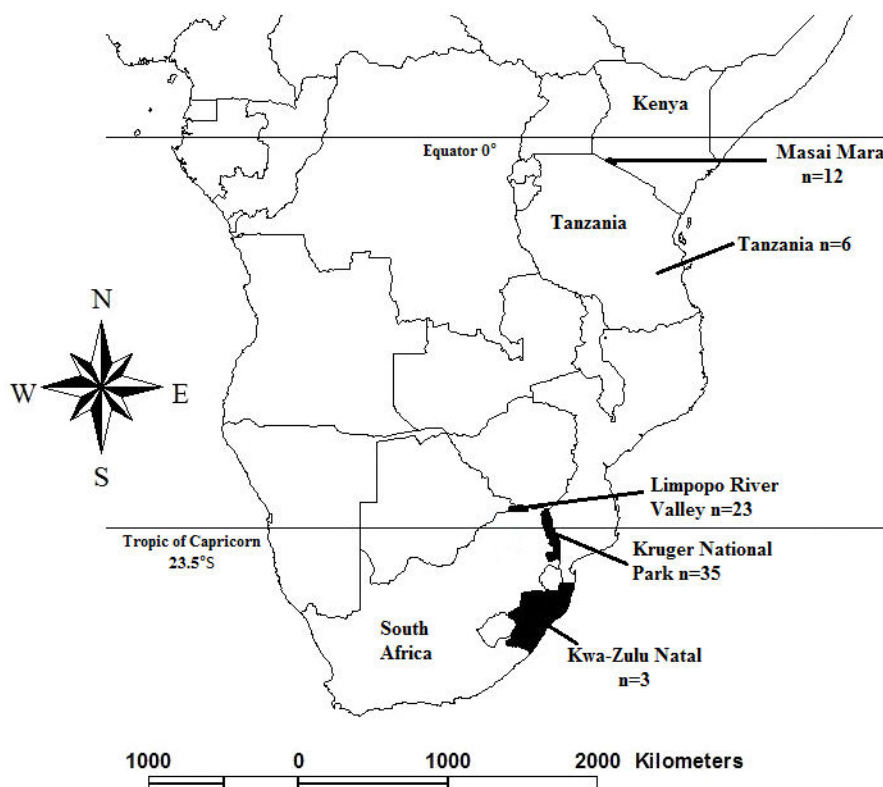 Kenya
Equator 0°
Masai Mara
n=12
Tanzania
Tanzania n=6
N
W
E
S
Limpopo River
Valley n=23
Tropic of Capricorn
23.5°S
Kruger National
Park n=35
South
Africa
Kwa-Zulu Natal
n=3
1000 0 1000 2000 Kilometers